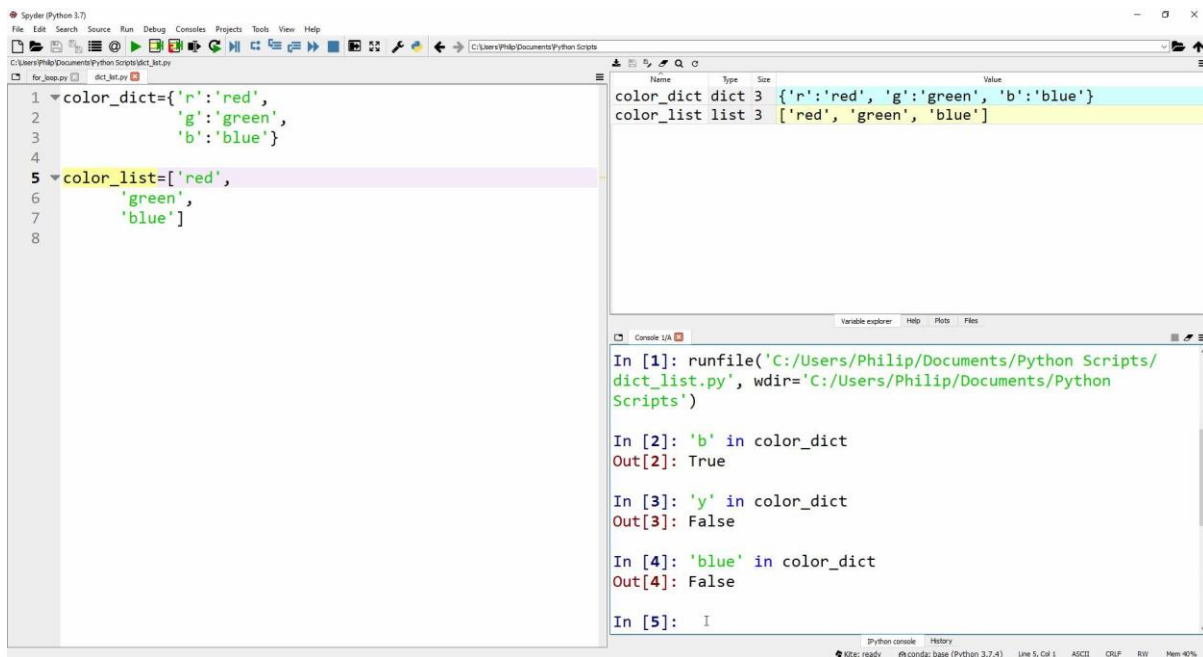 Spyder (Python 3.7)
File Edit Search Source Run Debug Consoles Projects Tools View Help
C:\Users\Philip\Documents\Python Scripts
C:\Users\Philip\Documents\Python Scripts\dict_list.py
for_loop.py dict_list.py
1 color_dict={'r':'red',
2 'g':'green',
3 'b':'blue'}
4
5 color_list=['red',
6 'green',
7 'blue']
8
Name Type Size Value
color_dict dict 3 {'r':'red', 'g':'green', 'b':'blue'}
color_list list 3 ['red', 'green', 'blue']
Variable explorer Help Plots Files
Console 1/A
In [1]: runfile('C:/Users/Philip/Documents/Python Scripts/
dict_list.py', wdir='C:/Users/Philip/Documents/Python
Scripts')
In [2]: 'b' in color_dict
Out[2]: True
In [3]: 'y' in color_dict
Out[3]: False
In [4]: 'blue' in color_dict
Out[4]: False
In [5]:
IPython console History
Kite: ready conda: base (Python 3.7.4) Line 5, Col 1 ASCII CRLF RW Mem 40%